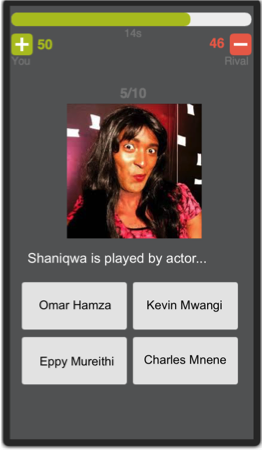 14s
50
46
You
Rival
5/10
Shaniqwa is played by actor...
Omar Hamza
Kevin Mwangi
Eppy Mureithi
Charles Mnene